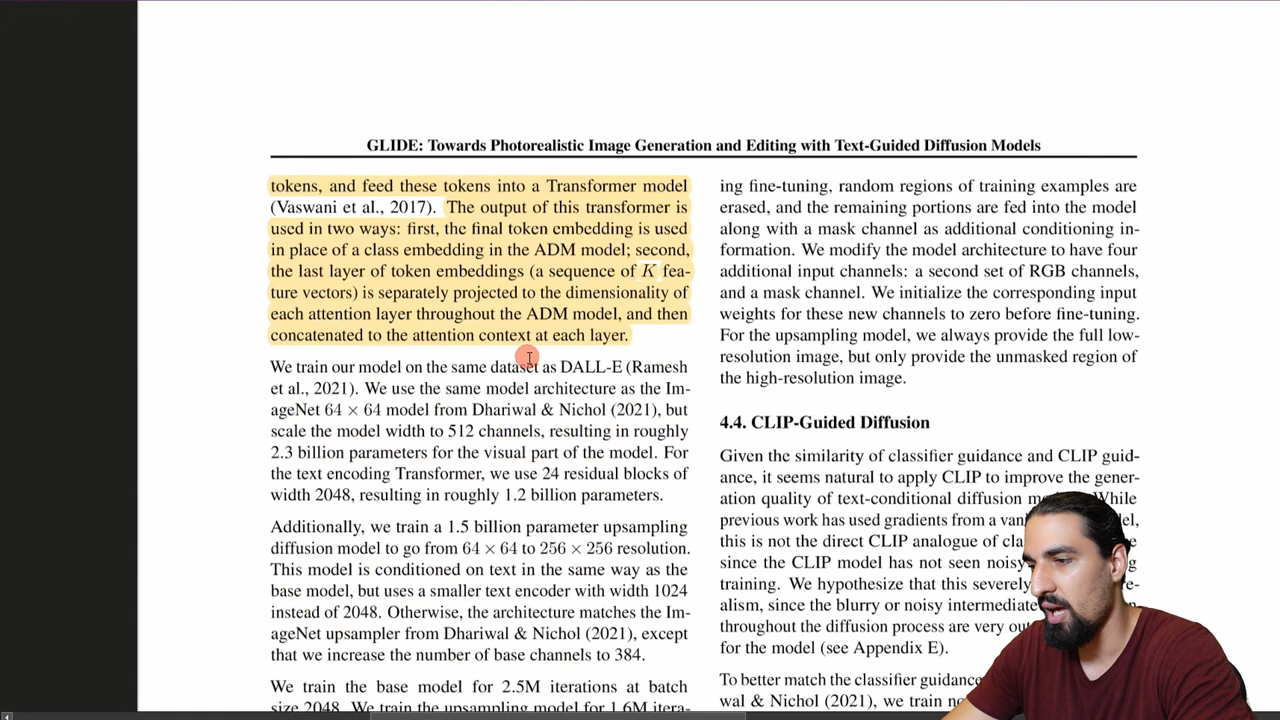 GLIDE: Towards Photorealistic Image Generation and Editing with Text-Guided Diffusion Models
tokens, and feed these tokens into a Transformer model
(Vaswani et al., 2017). The output of this transformer is
used in two ways: first, the final token embedding is used
in place of a class embedding in the ADM model; second,
the last layer of token embeddings (a sequence of K fea-
ture vectors) is separately projected to the dimensionality of
each attention layer throughout the ADM model, and then
concatenated to the attention context at each layer.
We train our model on the same dataset as DALL-E (Ramesh
et al., 2021). We use the same model architecture as the Im-
ageNet 64 × 64 model from Dhariwal & Nichol (2021), but
scale the model width to 512 channels, resulting in roughly
2.3 billion parameters for the visual part of the model. For
the text encoding Transformer, we use 24 residual blocks of
width 2048, resulting in roughly 1.2 billion parameters.
Additionally, we train a 1.5 billion parameter upsampling
diffusion model to go from 64 × 64 to 256 × 256 resolution.
This model is conditioned on text in the same way as the
base model, but uses a smaller text encoder with width 1024
instead of 2048. Otherwise, the architecture matches the Im-
ageNet upsampler from Dhariwal & Nichol (2021), except
that we increase the number of base channels to 384.
We train the base model for 2.5M iterations at batch
size 2048. We train the upsampling model for 1.6M itera-
ing fine-tuning, random regions of training examples are
erased, and the remaining portions are fed into the model
along with a mask channel as additional conditioning in-
formation. We modify the model architecture to have four
additional input channels: a second set of RGB channels,
and a mask channel. We initialize the corresponding input
weights for these new channels to zero before fine-tuning.
For the upsampling model, we always provide the full low-
resolution image, but only provide the unmasked region of
the high-resolution image.
4.4. CLIP-Guided Diffusion
Given the similarity of classifier guidance and CLIP guid-
ance, it seems natural to apply CLIP to improve the gener-
ation quality of text-conditional diffusion While
previous work has used gradients from a
this is not the direct CLIP analogue of
since the CLIP model has not seen noisy
training. We hypothesize that this severely
alism, since the blurry or noisy intermediate
throughout the diffusion process are very
for the model (see Appendix E).
To better match the classifier guidance
wal & Nichol (2021), we train